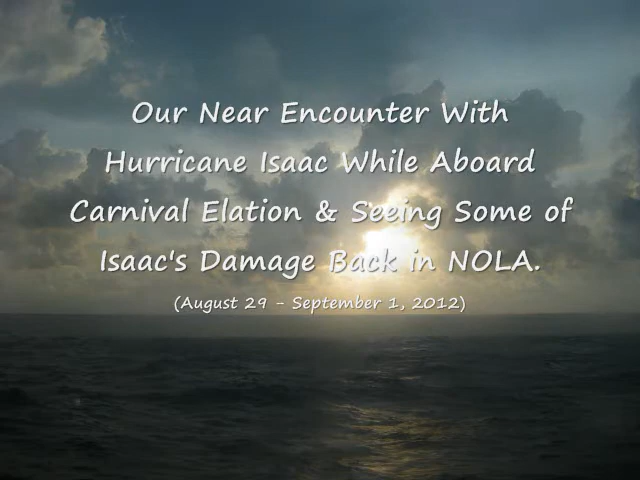 Our Near Encounter With
Hurricane Isaac While Aboard
Carnival Elation & Seeing Some of
Isaac's Damage Back in NOLA.
(August 29 - September 1, 2012)